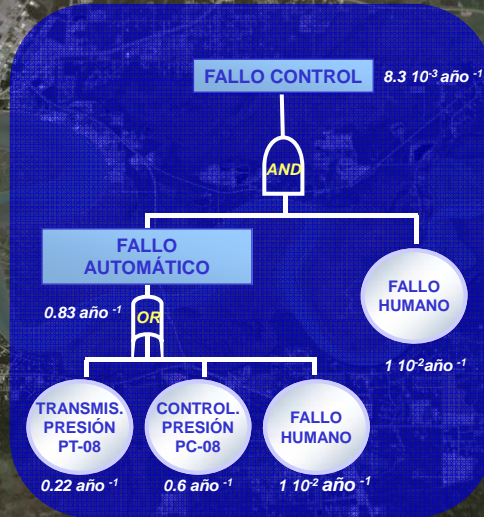 FALLO CONTROL
8.3 10⁻³ año ⁻¹
AND
FALLO
AUTOMÁTICO
0.83 año ⁻¹
OR
FALLO
HUMANO
1 10⁻² año ⁻¹
TRANSMIS.
PRESIÓN
PT-08
CONTROL.
PRESIÓN
PC-08
FALLO
HUMANO
0.22 año ⁻¹
0.6 año ⁻¹
1 10⁻² año ⁻¹